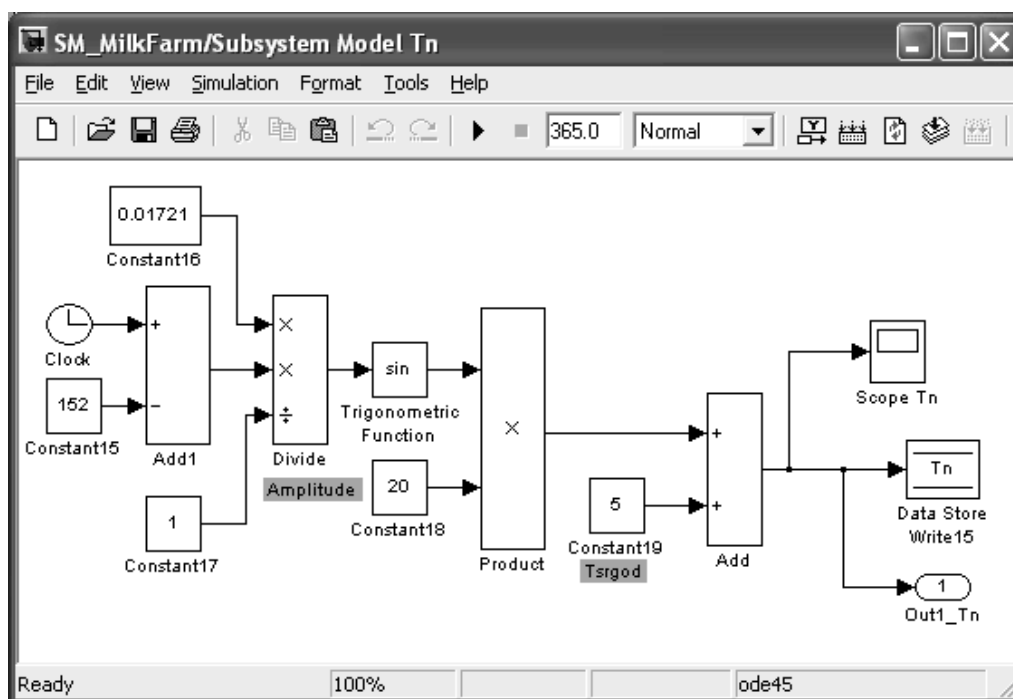 SM_MilkFarm/Subsystem Model Tn
File Edit View Simulation Format Tools Help
365.0 Normal
0.01721
Constant16
Clock
+
−
152
Constant15
Add1
×
×
÷
Divide
Amplitude
1
Constant17
sin
Trigonometric
Function
20
Constant18
×
Product
5
Constant19
Tsrgod
+
+
Add
Scope Tn
Tn
Data Store
Write15
1
Out1_Tn
Ready 100% ode45